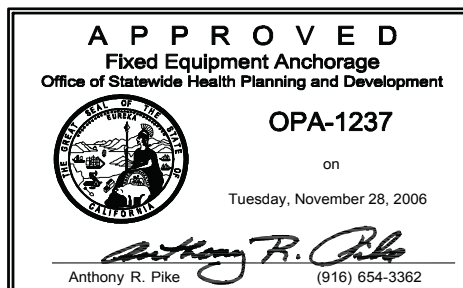 APPROVED
Fixed Equipment Anchorage
Office of Statewide Health Planning and Development
THE GREAT SEAL OF THE STATE OF CALIFORNIA
EUREKA
OPA-1237
on
Tuesday, November 28, 2006
Anthony R. Pike
Anthony R. Pike (916) 654-3362